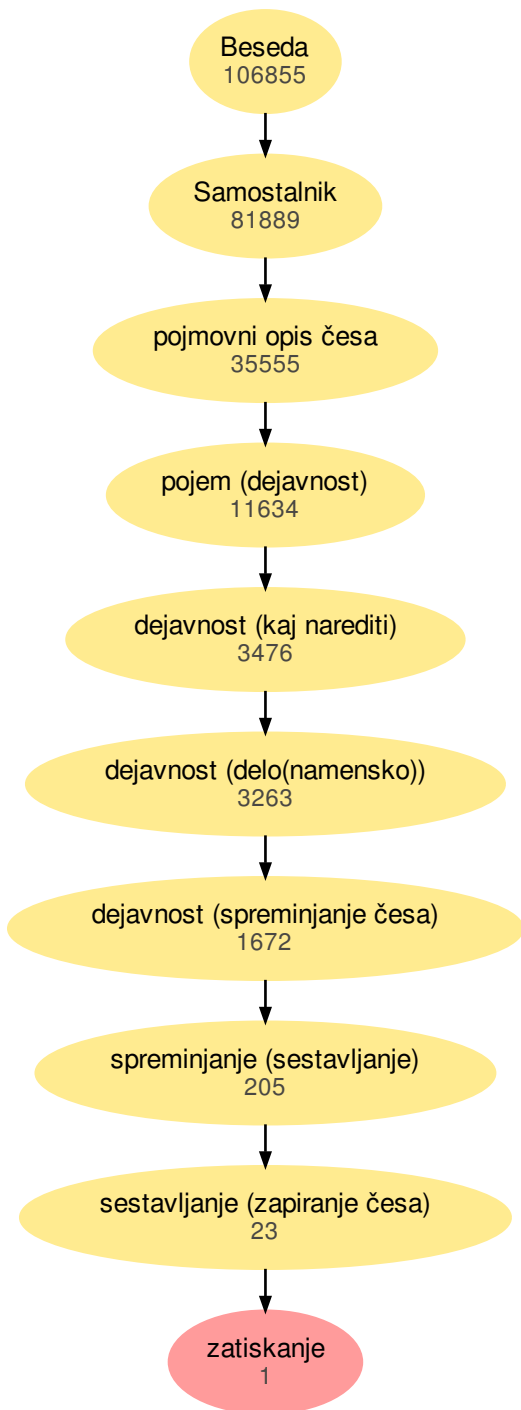 Beseda
106855
Samostalnik
81889
pojmovni opis česa
35555
pojem (dejavnost)
11634
dejavnost (kaj narediti)
3476
dejavnost (delo(namensko))
3263
dejavnost (spreminjanje česa)
1672
spreminjanje (sestavljanje)
205
sestavljanje (zapiranje česa)
23
zatiskanje
1